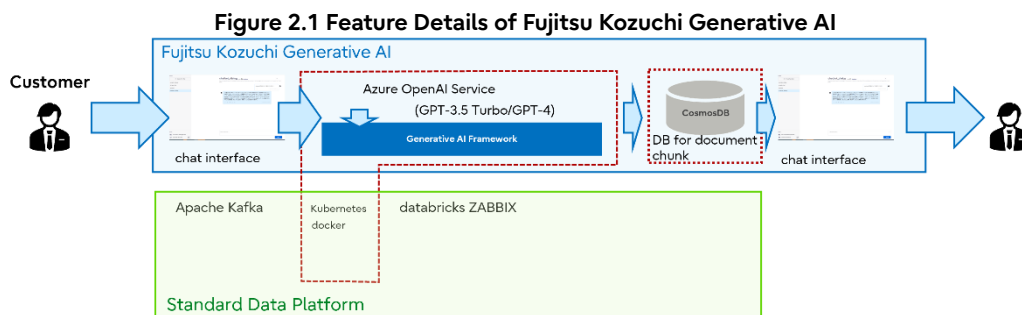 Figure 2.1 Feature Details of Fujitsu Kozuchi Generative AI
Fujitsu Kozuchi Generative AI
Customer
chat interface
Azure OpenAI Service
(GPT-3.5 Turbo/GPT-4)
Generative AI Framework
CosmosDB
DB for document
chunk
chat interface
Apache Kafka
Kubernetes
docker
databricks ZABBIX
Standard Data Platform